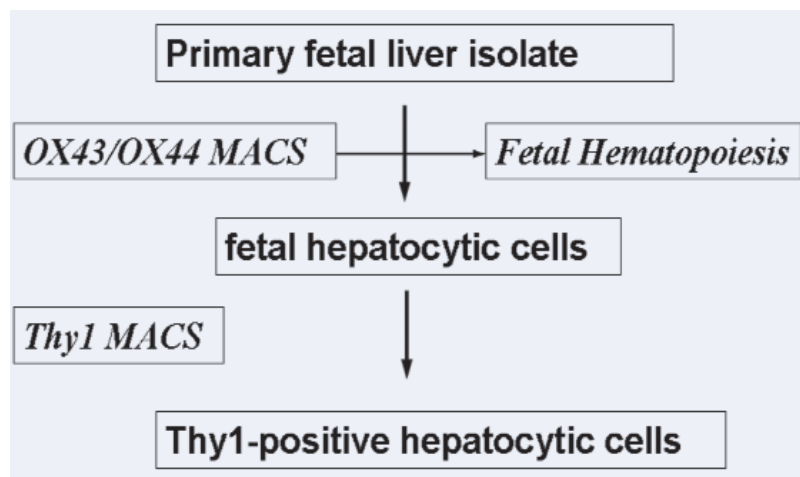 Primary fetal liver isolate
OX43/OX44 MACS
Fetal Hematopoiesis
fetal hepatocytic cells
Thy1 MACS
Thy1-positive hepatocytic cells